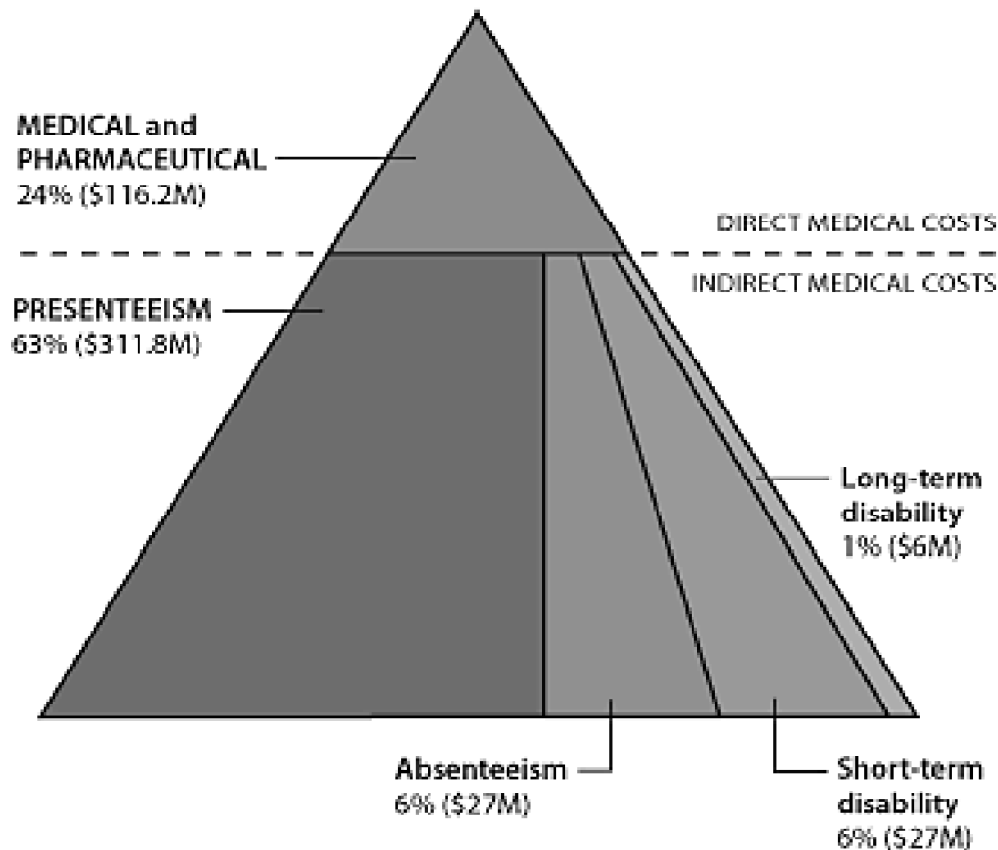 MEDICAL and
PHARMACEUTICAL
24% ($116.2M)
DIRECT MEDICAL COSTS
INDIRECT MEDICAL COSTS
PRESENTEEISM
63% ($311.8M)
Long-term
disability
1% ($6M)
Absenteeism
6% ($27M)
Short-term
disability
6% ($27M)